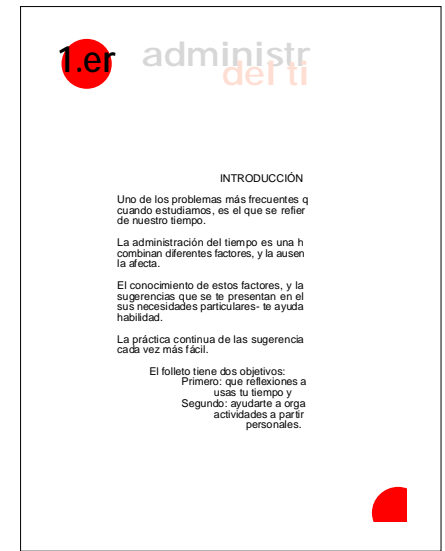 1.er administr
del ti
INTRODUCCIÓN
Uno de los problemas más frecuentes q
cuando estudiamos, es el que se refier
de nuestro tiempo.
La administración del tiempo es una h
combinan diferentes factores, y la ausen
la afecta.
El conocimiento de estos factores, y la
sugerencias que se te presentan en el
sus necesidades particulares- te ayuda
habilidad.
La práctica continua de las sugerencia
cada vez más fácil.
El folleto tiene dos objetivos:
Primero: que reflexiones a
usas tu tiempo y
Segundo: ayudarte a orga
actividades a partir
personales.